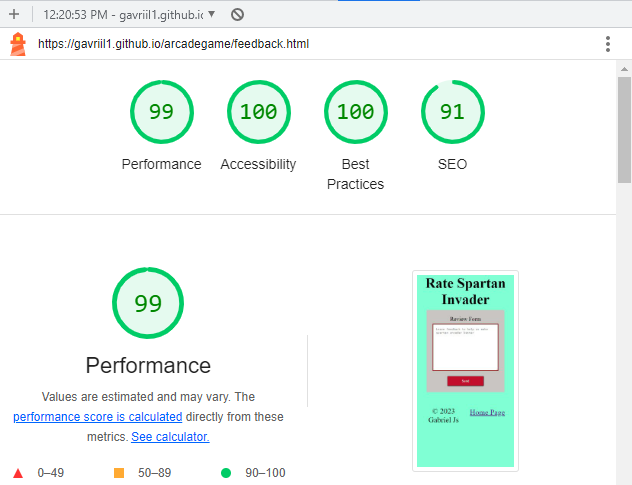 12:20:53 PM - gavriil1.github.ic
https://gavriil1.github.io/arcadegame/feedback.html
99 100 100 91
Performance Accessibility Best Practices SEO
99
Rate Spartan
Invader
Review Form
Send
© 2023
Gabriel Js
Home Page
Performance
Values are estimated and may vary. The
performance score is calculated directly from these
metrics. See calculator.
0–49 50–89 90–100